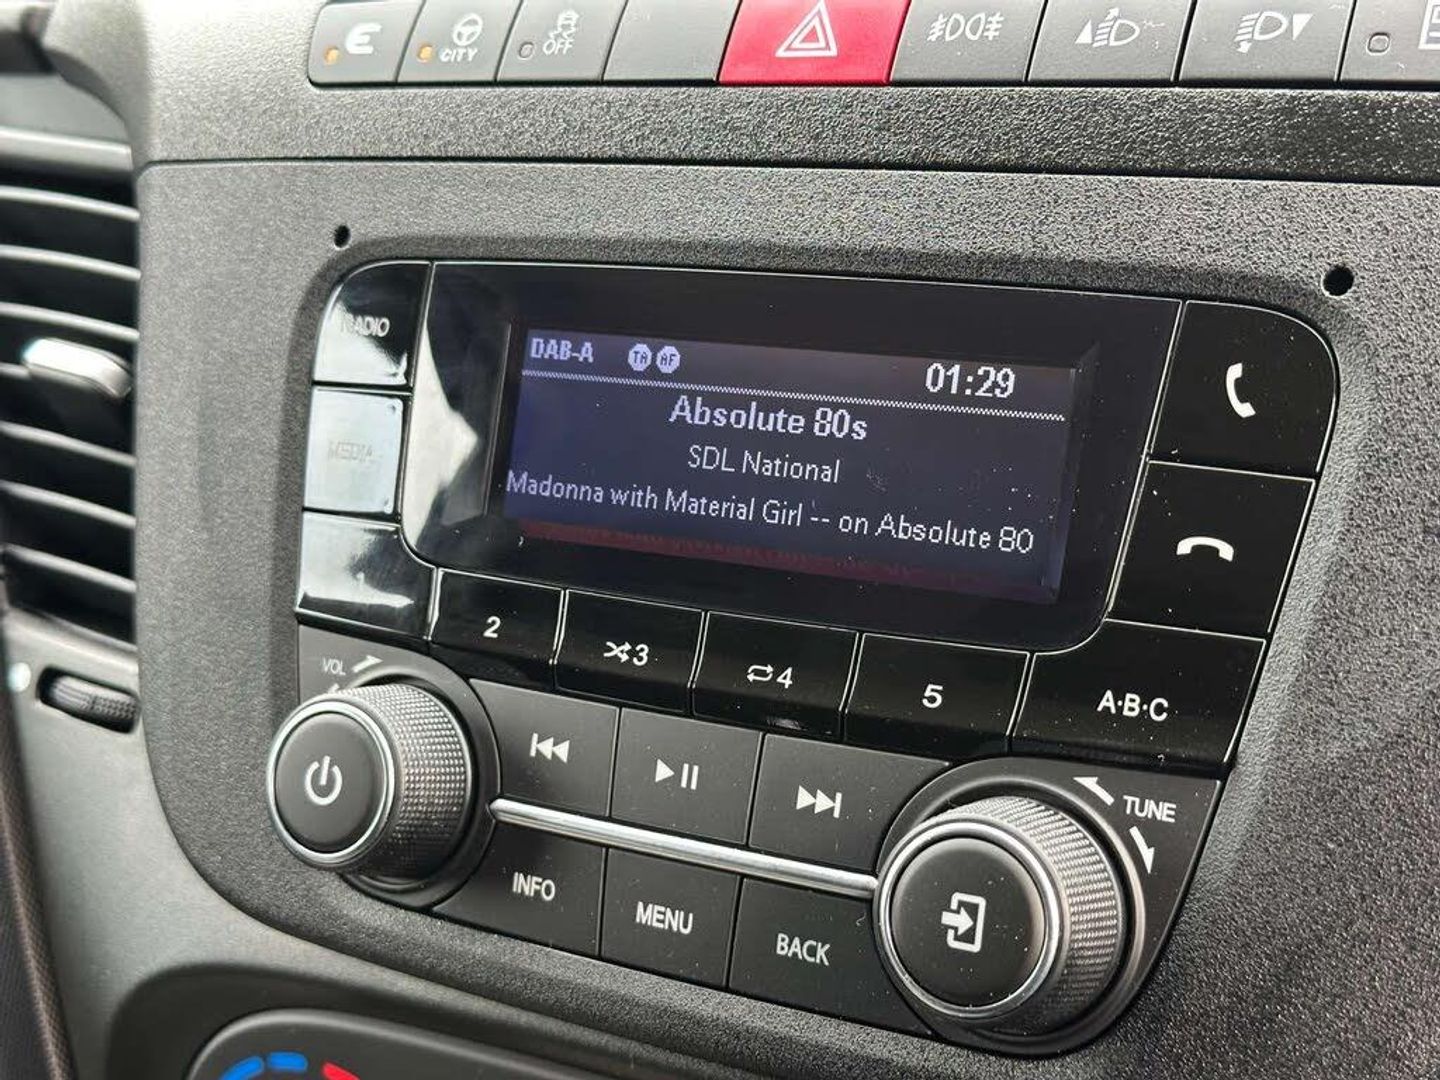 CITY
OFF
RADIO
DAB-A TA AF 01:29
MEDIA
Absolute 80s
SDL National
Madonna with Material Girl -- on Absolute 80
2
3
4
5
A·B·C
VOL
TUNE
INFO
MENU
BACK